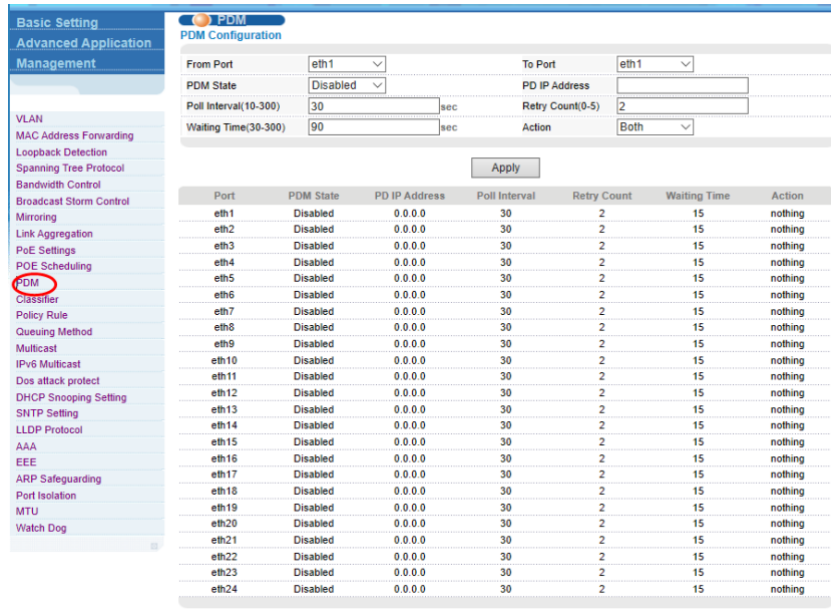 Basic Setting
Advanced Application
Management
VLAN
MAC Address Forwarding
Loopback Detection
Spanning Tree Protocol
Bandwidth Control
Broadcast Storm Control
Mirroring
Link Aggregation
PoE Settings
POE Scheduling
PDM
Classifier
Policy Rule
Queuing Method
Multicast
IPv6 Multicast
Dos attack protect
DHCP Snooping Setting
SNTP Setting
LLDP Protocol
AAA
EEE
ARP Safeguarding
Port Isolation
MTU
Watch Dog
PDM
PDM Configuration
From Port eth1 To Port eth1
PDM State Disabled PD IP Address
Poll Interval(10-300) 30 sec Retry Count(0-5) 2
Waiting Time(30-300) 90 sec Action Both
Apply
Port PDM State PD IP Address Poll Interval Retry Count Waiting Time Action
eth1 Disabled 0.0.0.0 30 2 15 nothing
eth2 Disabled 0.0.0.0 30 2 15 nothing
eth3 Disabled 0.0.0.0 30 2 15 nothing
eth4 Disabled 0.0.0.0 30 2 15 nothing
eth5 Disabled 0.0.0.0 30 2 15 nothing
eth6 Disabled 0.0.0.0 30 2 15 nothing
eth7 Disabled 0.0.0.0 30 2 15 nothing
eth8 Disabled 0.0.0.0 30 2 15 nothing
eth9 Disabled 0.0.0.0 30 2 15 nothing
eth10 Disabled 0.0.0.0 30 2 15 nothing
eth11 Disabled 0.0.0.0 30 2 15 nothing
eth12 Disabled 0.0.0.0 30 2 15 nothing
eth13 Disabled 0.0.0.0 30 2 15 nothing
eth14 Disabled 0.0.0.0 30 2 15 nothing
eth15 Disabled 0.0.0.0 30 2 15 nothing
eth16 Disabled 0.0.0.0 30 2 15 nothing
eth17 Disabled 0.0.0.0 30 2 15 nothing
eth18 Disabled 0.0.0.0 30 2 15 nothing
eth19 Disabled 0.0.0.0 30 2 15 nothing
eth20 Disabled 0.0.0.0 30 2 15 nothing
eth21 Disabled 0.0.0.0 30 2 15 nothing
eth22 Disabled 0.0.0.0 30 2 15 nothing
eth23 Disabled 0.0.0.0 30 2 15 nothing
eth24 Disabled 0.0.0.0 30 2 15 nothing